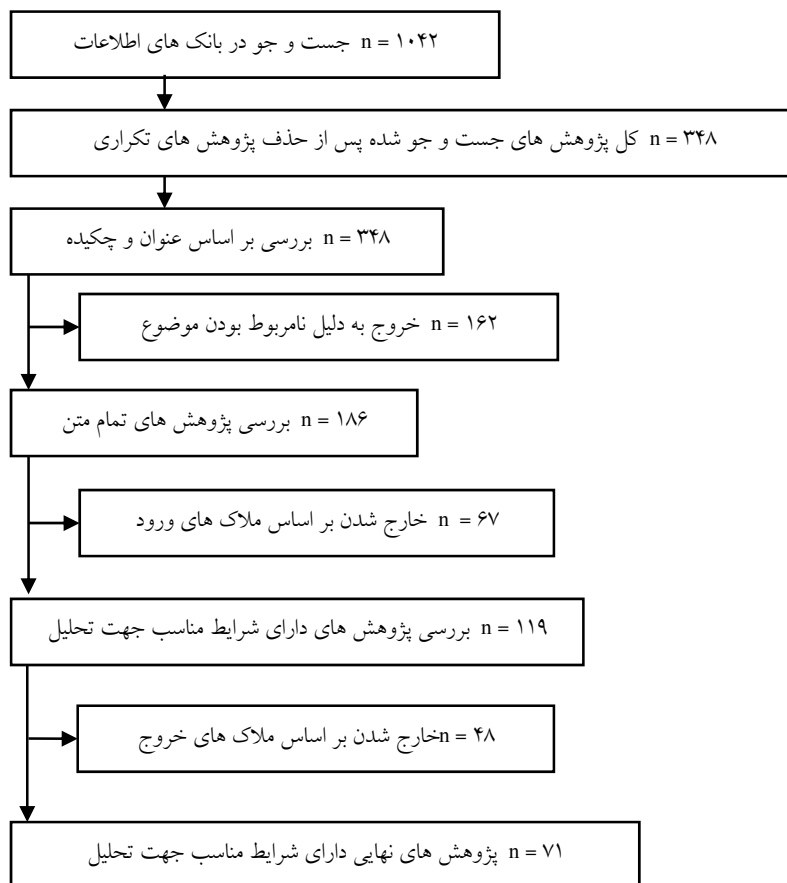 جست و جو در بانک های اطلاعات n = ۱۰۴۲
کل پژوهش های جست و جو شده پس از حذف پژوهش های تکراری n = ۳۴۸
بررسی بر اساس عنوان و چکیده n = ۳۴۸
خروج به دلیل نامربوط بودن موضوع n = ۱۶۲
بررسی پژوهش های تمام متن n = ۱۸۶
خارج شدن بر اساس ملاک های ورود n = ۶۷
بررسی پژوهش های دارای شرایط مناسب جهت تحلیل n = ۱۱۹
خارج شدن بر اساس ملاک های خروج n = ۴۸
پژوهش های نهایی دارای شرایط مناسب جهت تحلیل n = ۷۱